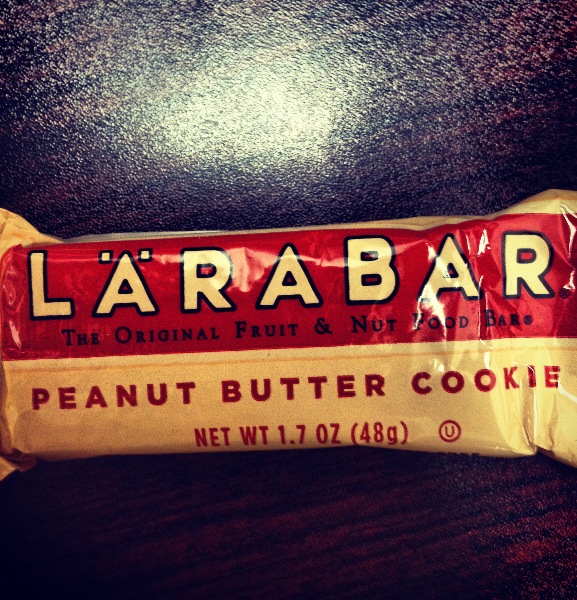 LÄRABAR®
THE ORIGINAL FRUIT & NUT FOOD BAR®
PEANUT BUTTER COOKIE
NET WT 1.7 OZ (48g) U